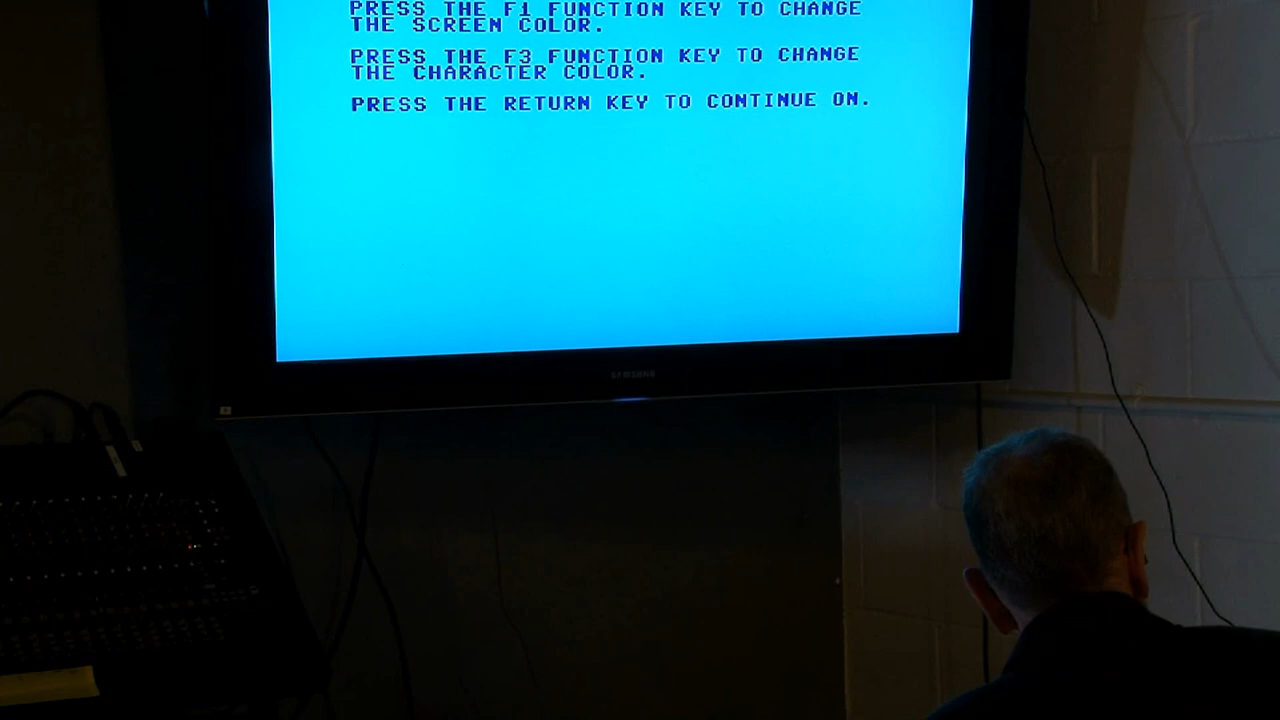 PRESS THE F1 FUNCTION KEY TO CHANGE
THE SCREEN COLOR.
PRESS THE F3 FUNCTION KEY TO CHANGE
THE CHARACTER COLOR.
PRESS THE RETURN KEY TO CONTINUE ON.
SAMSUNG